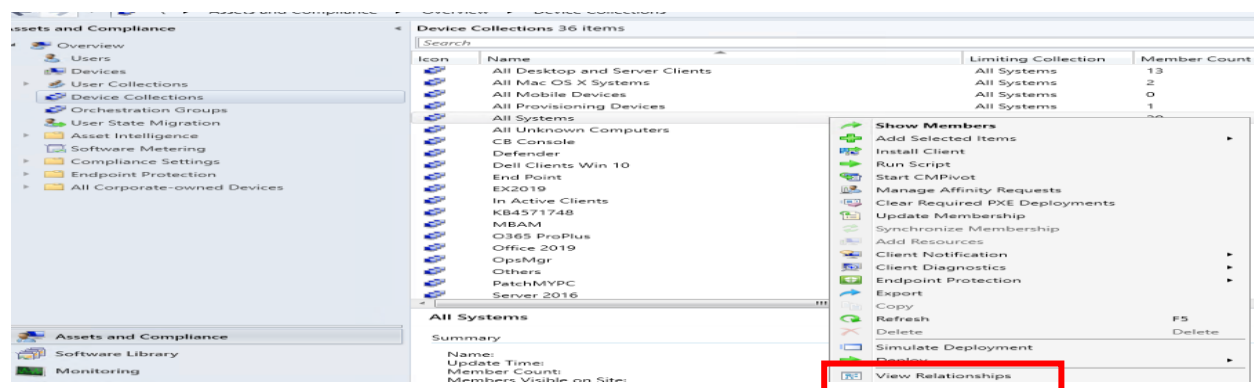 Assets and Compliance ▸ Overview ▸ Device Collections
ssets and Compliance
Overview
Users
Devices
User Collections
Device Collections
Orchestration Groups
User State Migration
Asset Intelligence
Software Metering
Compliance Settings
Endpoint Protection
All Corporate-owned Devices
Assets and Compliance
Software Library
Monitoring
Device Collections 36 items
Search
Icon Name Limiting Collection Member Count
All Desktop and Server Clients All Systems 13
All Mac OS X Systems All Systems 2
All Mobile Devices All Systems 0
All Provisioning Devices All Systems 1
All Systems
All Unknown Computers
CB Console
Defender
Dell Clients Win 10
End Point
EX2019
In Active Clients
KB4571748
MBAM
O365 ProPlus
Office 2019
OpsMgr
Others
PatchMYPC
Server 2016
All Systems
Summary
Name:
Update Time:
Member Count:
Members Visible on Site:
Show Members
Add Selected Items
Install Client
Run Script
Start CMPivot
Manage Affinity Requests
Clear Required PXE Deployments
Update Membership
Synchronize Membership
Add Resources
Client Notification
Client Diagnostics
Endpoint Protection
Export
Copy
Refresh F5
Delete Delete
Simulate Deployment
Deploy
View Relationships